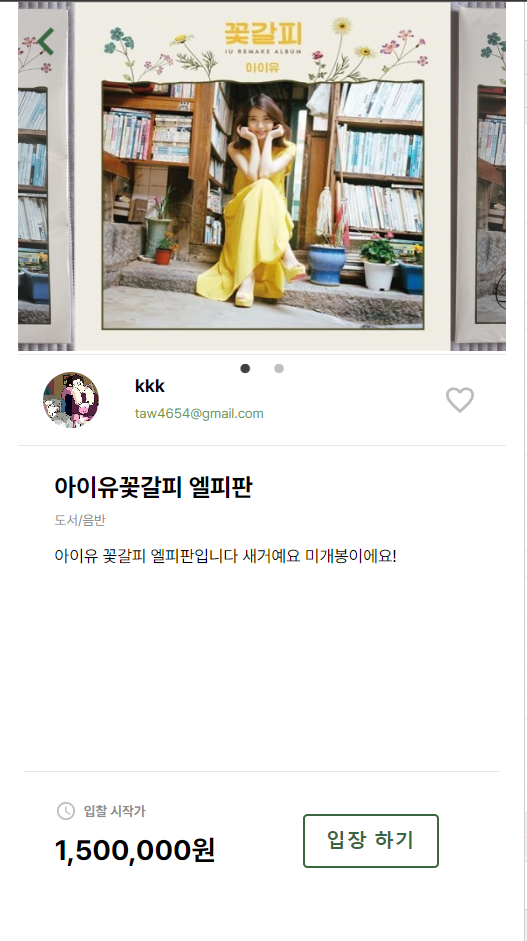 꽃갈피
IU REMAKE ALBUM
아이유
kkk
taw4654@gmail.com
아이유꽃갈피 엘피판
도서/음반
아이유 꽃갈피 엘피판입니다 새거예요 미개봉이에요!
입찰 시작가
1,500,000원
입장 하기